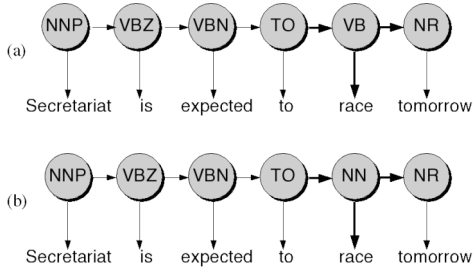 NNP VBZ VBN TO VB NR
(a)
Secretariat is expected to race tomorrow
NNP VBZ VBN TO NN NR
(b)
Secretariat is expected to race tomorrow